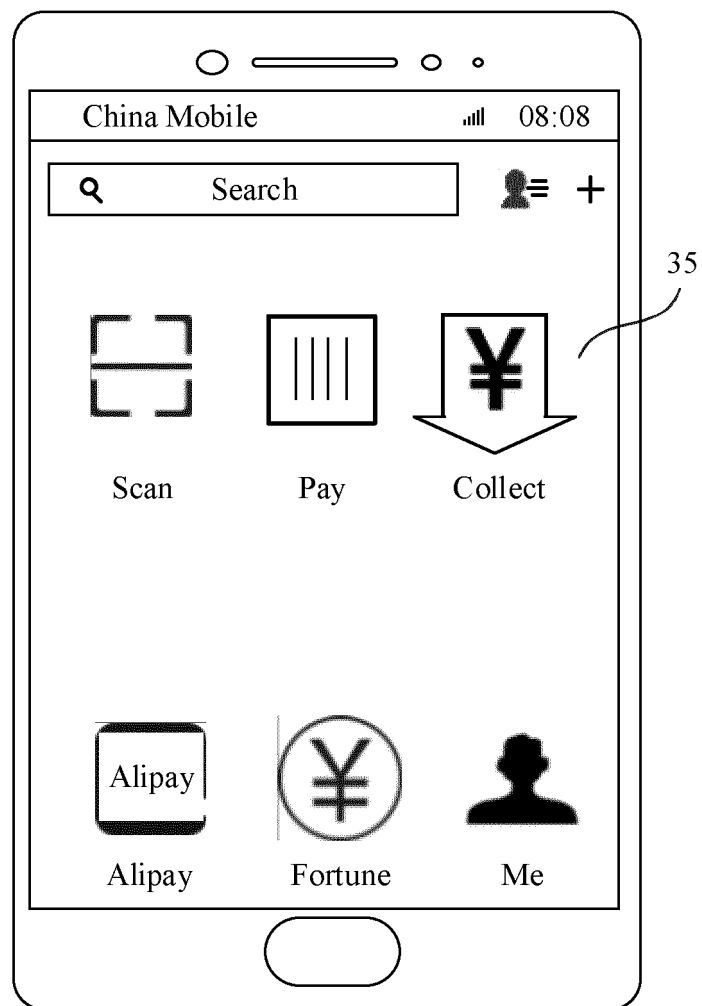 China Mobile 08:08
Search
35
¥
Scan Pay Collect
Alipay ¥
Alipay Fortune Me